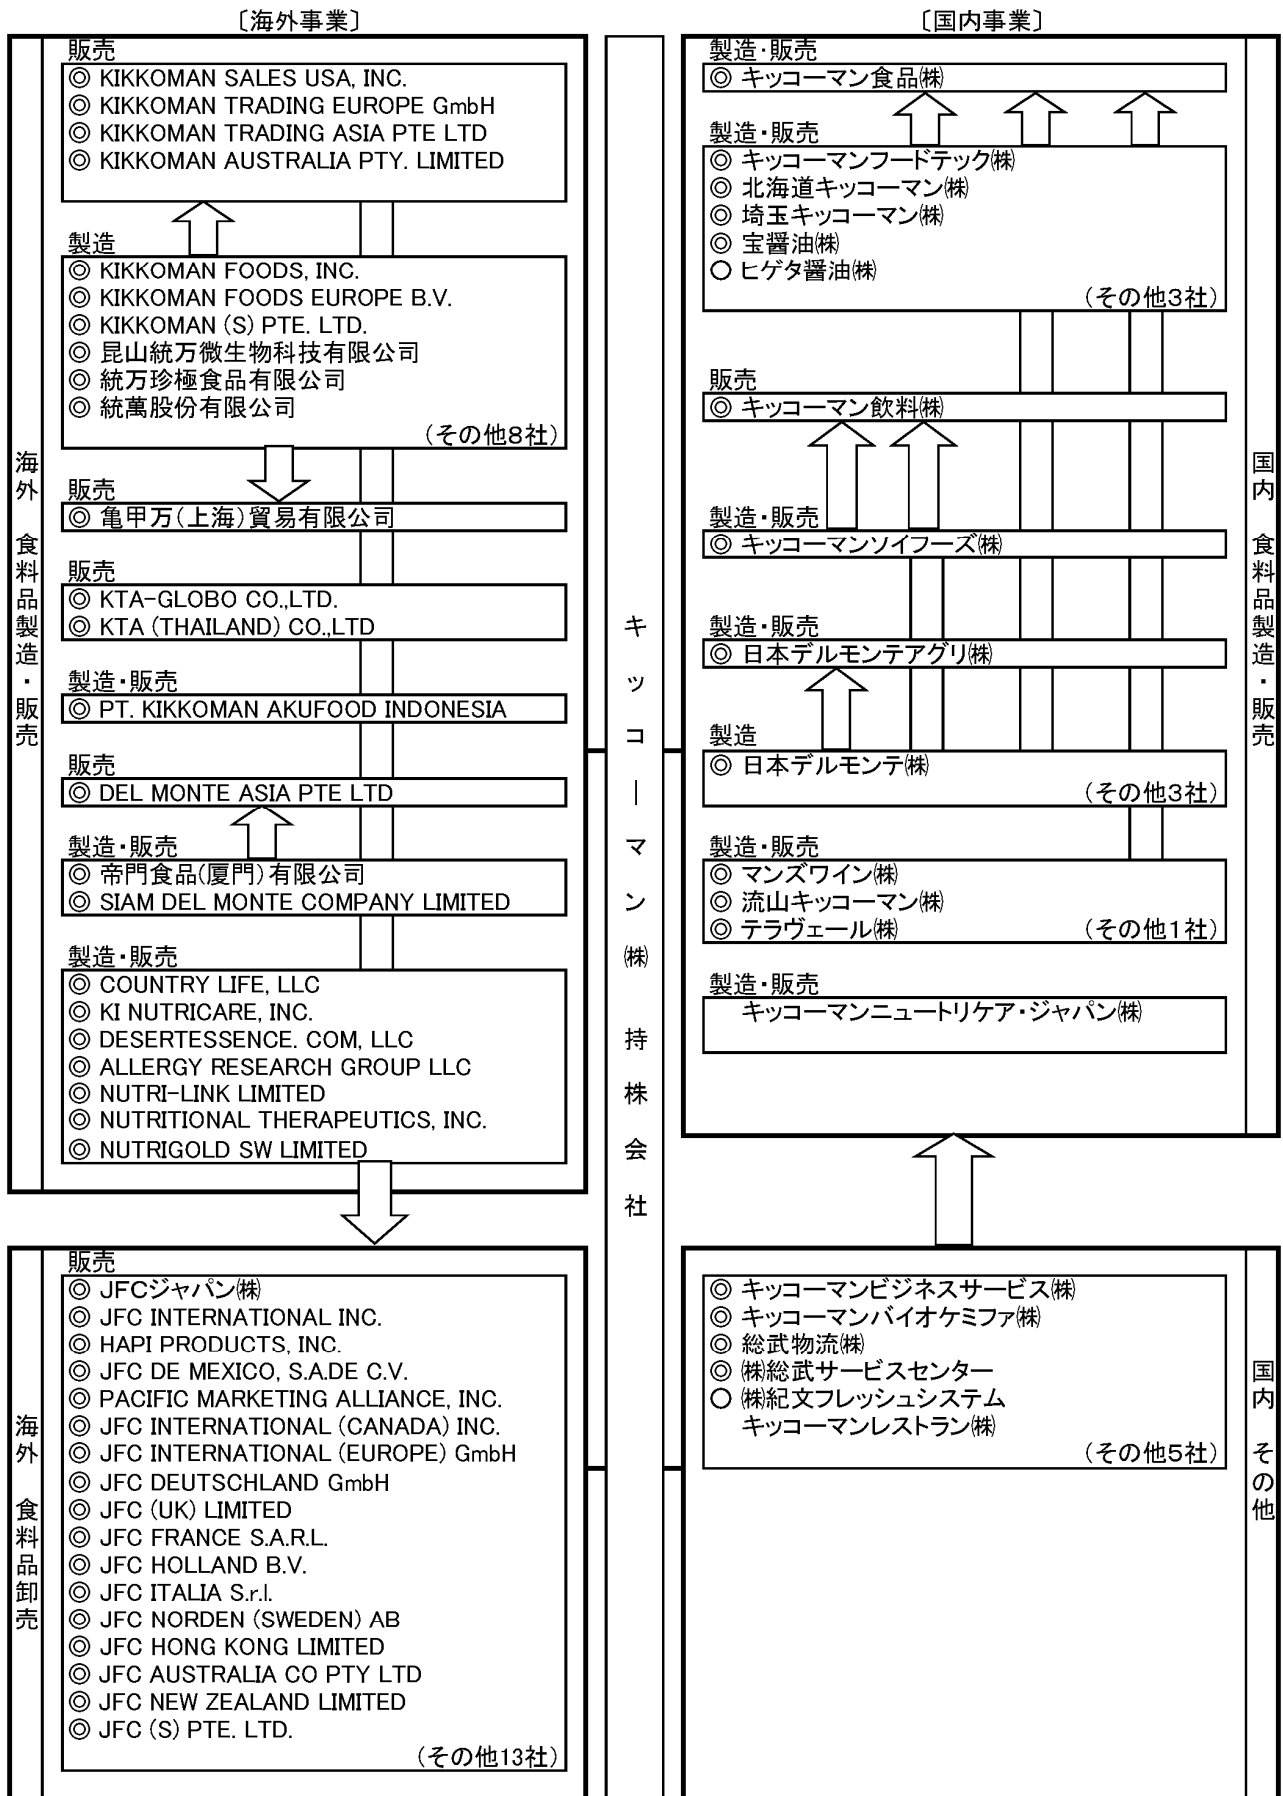 〔海外事業〕
販売
◎ KIKKOMAN SALES USA, INC.
◎ KIKKOMAN TRADING EUROPE GmbH
◎ KIKKOMAN TRADING ASIA PTE LTD
◎ KIKKOMAN AUSTRALIA PTY. LIMITED
製造
◎ KIKKOMAN FOODS, INC.
◎ KIKKOMAN FOODS EUROPE B.V.
◎ KIKKOMAN (S) PTE. LTD.
◎ 昆山統万微生物科技有限公司
◎ 統万珍極食品有限公司
◎ 統萬股份有限公司
(その他8社)
販売
◎ 亀甲万(上海)貿易有限公司
販売
◎ KTA-GLOBO CO.,LTD.
◎ KTA (THAILAND) CO.,LTD
製造・販売
◎ PT. KIKKOMAN AKUFOOD INDONESIA
販売
◎ DEL MONTE ASIA PTE LTD
製造・販売
◎ 帝門食品(厦門)有限公司
◎ SIAM DEL MONTE COMPANY LIMITED
製造・販売
◎ COUNTRY LIFE, LLC
◎ KI NUTRICARE, INC.
◎ DESERTESSENCE. COM, LLC
◎ ALLERGY RESEARCH GROUP LLC
◎ NUTRI-LINK LIMITED
◎ NUTRITIONAL THERAPEUTICS, INC.
◎ NUTRIGOLD SW LIMITED
海外 食料品製造・販売
販売
◎ JFCジャパン㈱
◎ JFC INTERNATIONAL INC.
◎ HAPI PRODUCTS, INC.
◎ JFC DE MEXICO, S.A.DE C.V.
◎ PACIFIC MARKETING ALLIANCE, INC.
◎ JFC INTERNATIONAL (CANADA) INC.
◎ JFC INTERNATIONAL (EUROPE) GmbH
◎ JFC DEUTSCHLAND GmbH
◎ JFC (UK) LIMITED
◎ JFC FRANCE S.A.R.L.
◎ JFC HOLLAND B.V.
◎ JFC ITALIA S.r.l.
◎ JFC NORDEN (SWEDEN) AB
◎ JFC HONG KONG LIMITED
◎ JFC AUSTRALIA CO PTY LTD
◎ JFC NEW ZEALAND LIMITED
◎ JFC (S) PTE. LTD.
(その他13社)
海外 食料品卸売
キッコーマン㈱ 持株会社
〔国内事業〕
製造・販売
◎ キッコーマン食品㈱
製造・販売
◎ キッコーマンフードテック㈱
◎ 北海道キッコーマン㈱
◎ 埼玉キッコーマン㈱
◎ 宝醤油㈱
○ ヒゲタ醤油㈱
(その他3社)
販売
◎ キッコーマン飲料㈱
製造・販売
◎ キッコーマンソイフーズ㈱
製造・販売
◎ 日本デルモンテアグリ㈱
製造
◎ 日本デルモンテ㈱
(その他3社)
製造・販売
◎ マンズワイン㈱
◎ 流山キッコーマン㈱
◎ テラヴェール㈱ (その他1社)
製造・販売
キッコーマンニュートリケア・ジャパン㈱
国内 食料品製造・販売
◎ キッコーマンビジネスサービス㈱
◎ キッコーマンバイオケミファ㈱
◎ 総武物流㈱
◎ ㈱総武サービスセンター
○ ㈱紀文フレッシュシステム
キッコーマンレストラン㈱
(その他5社)
国内 その他